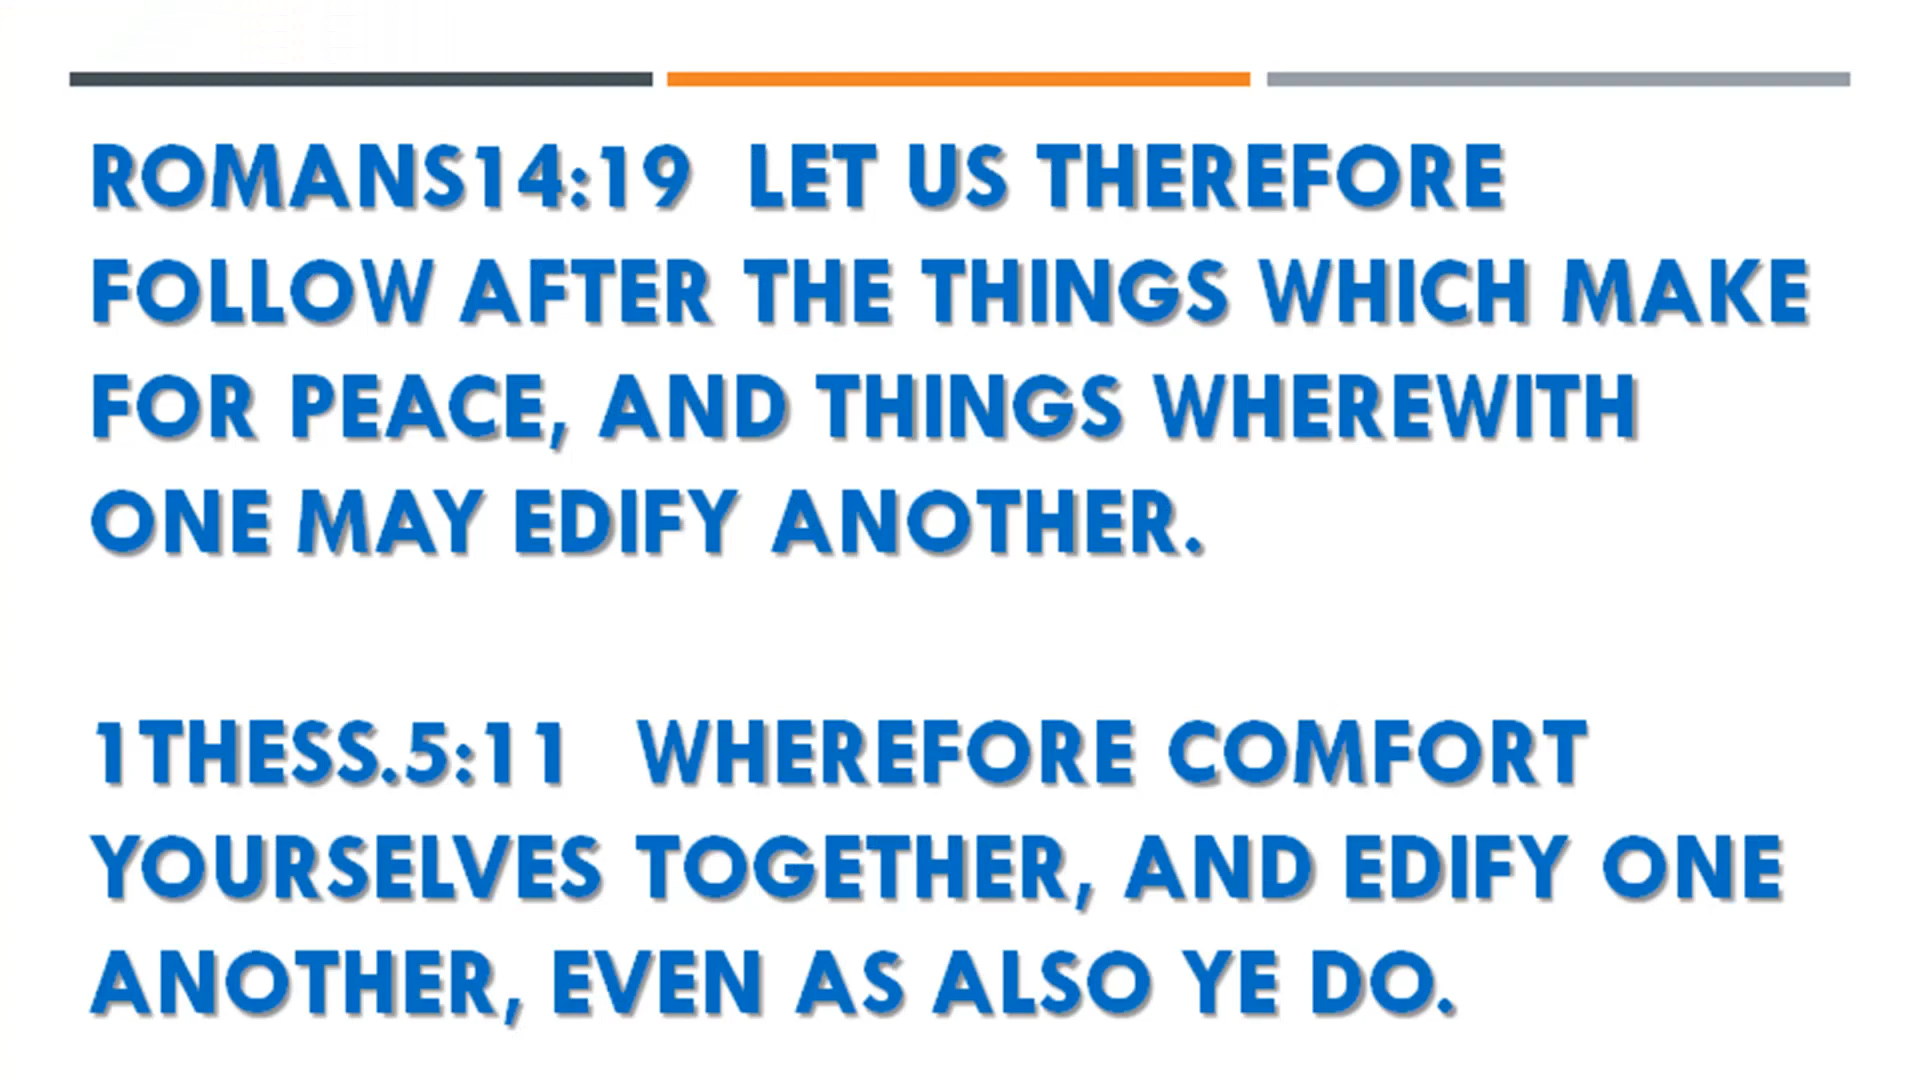 ROMANS14:19 LET US THEREFORE
FOLLOW AFTER THE THINGS WHICH MAKE
FOR PEACE, AND THINGS WHEREWITH
ONE MAY EDIFY ANOTHER.
1THESS.5:11 WHEREFORE COMFORT
YOURSELVES TOGETHER, AND EDIFY ONE
ANOTHER, EVEN AS ALSO YE DO.